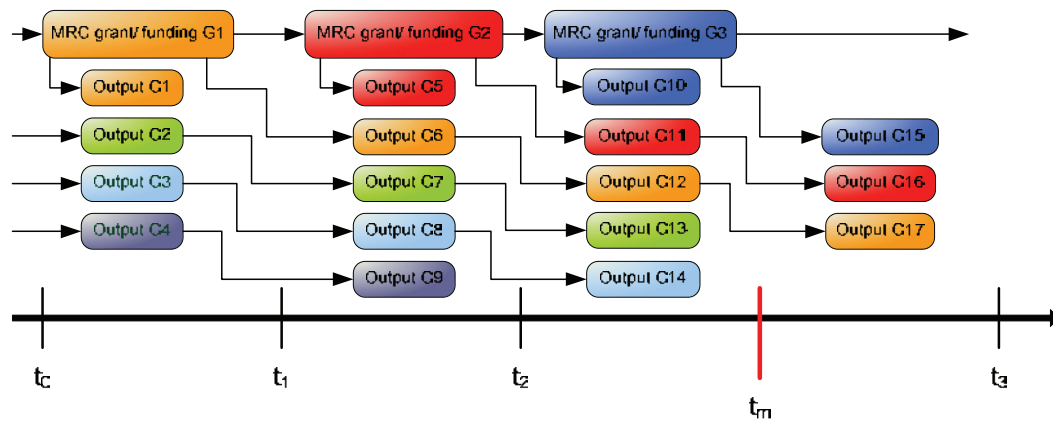 MRC grant/ funding G1
MRC grant/ funding G2
MRC grant/ funding G3
Output C1
Output C5
Output C10
Output C2
Output C6
Output C11
Output C15
Output C3
Output C7
Output C12
Output C16
Output C4
Output C8
Output C13
Output C17
Output C9
Output C14
t0
t1
t2
tm
t3